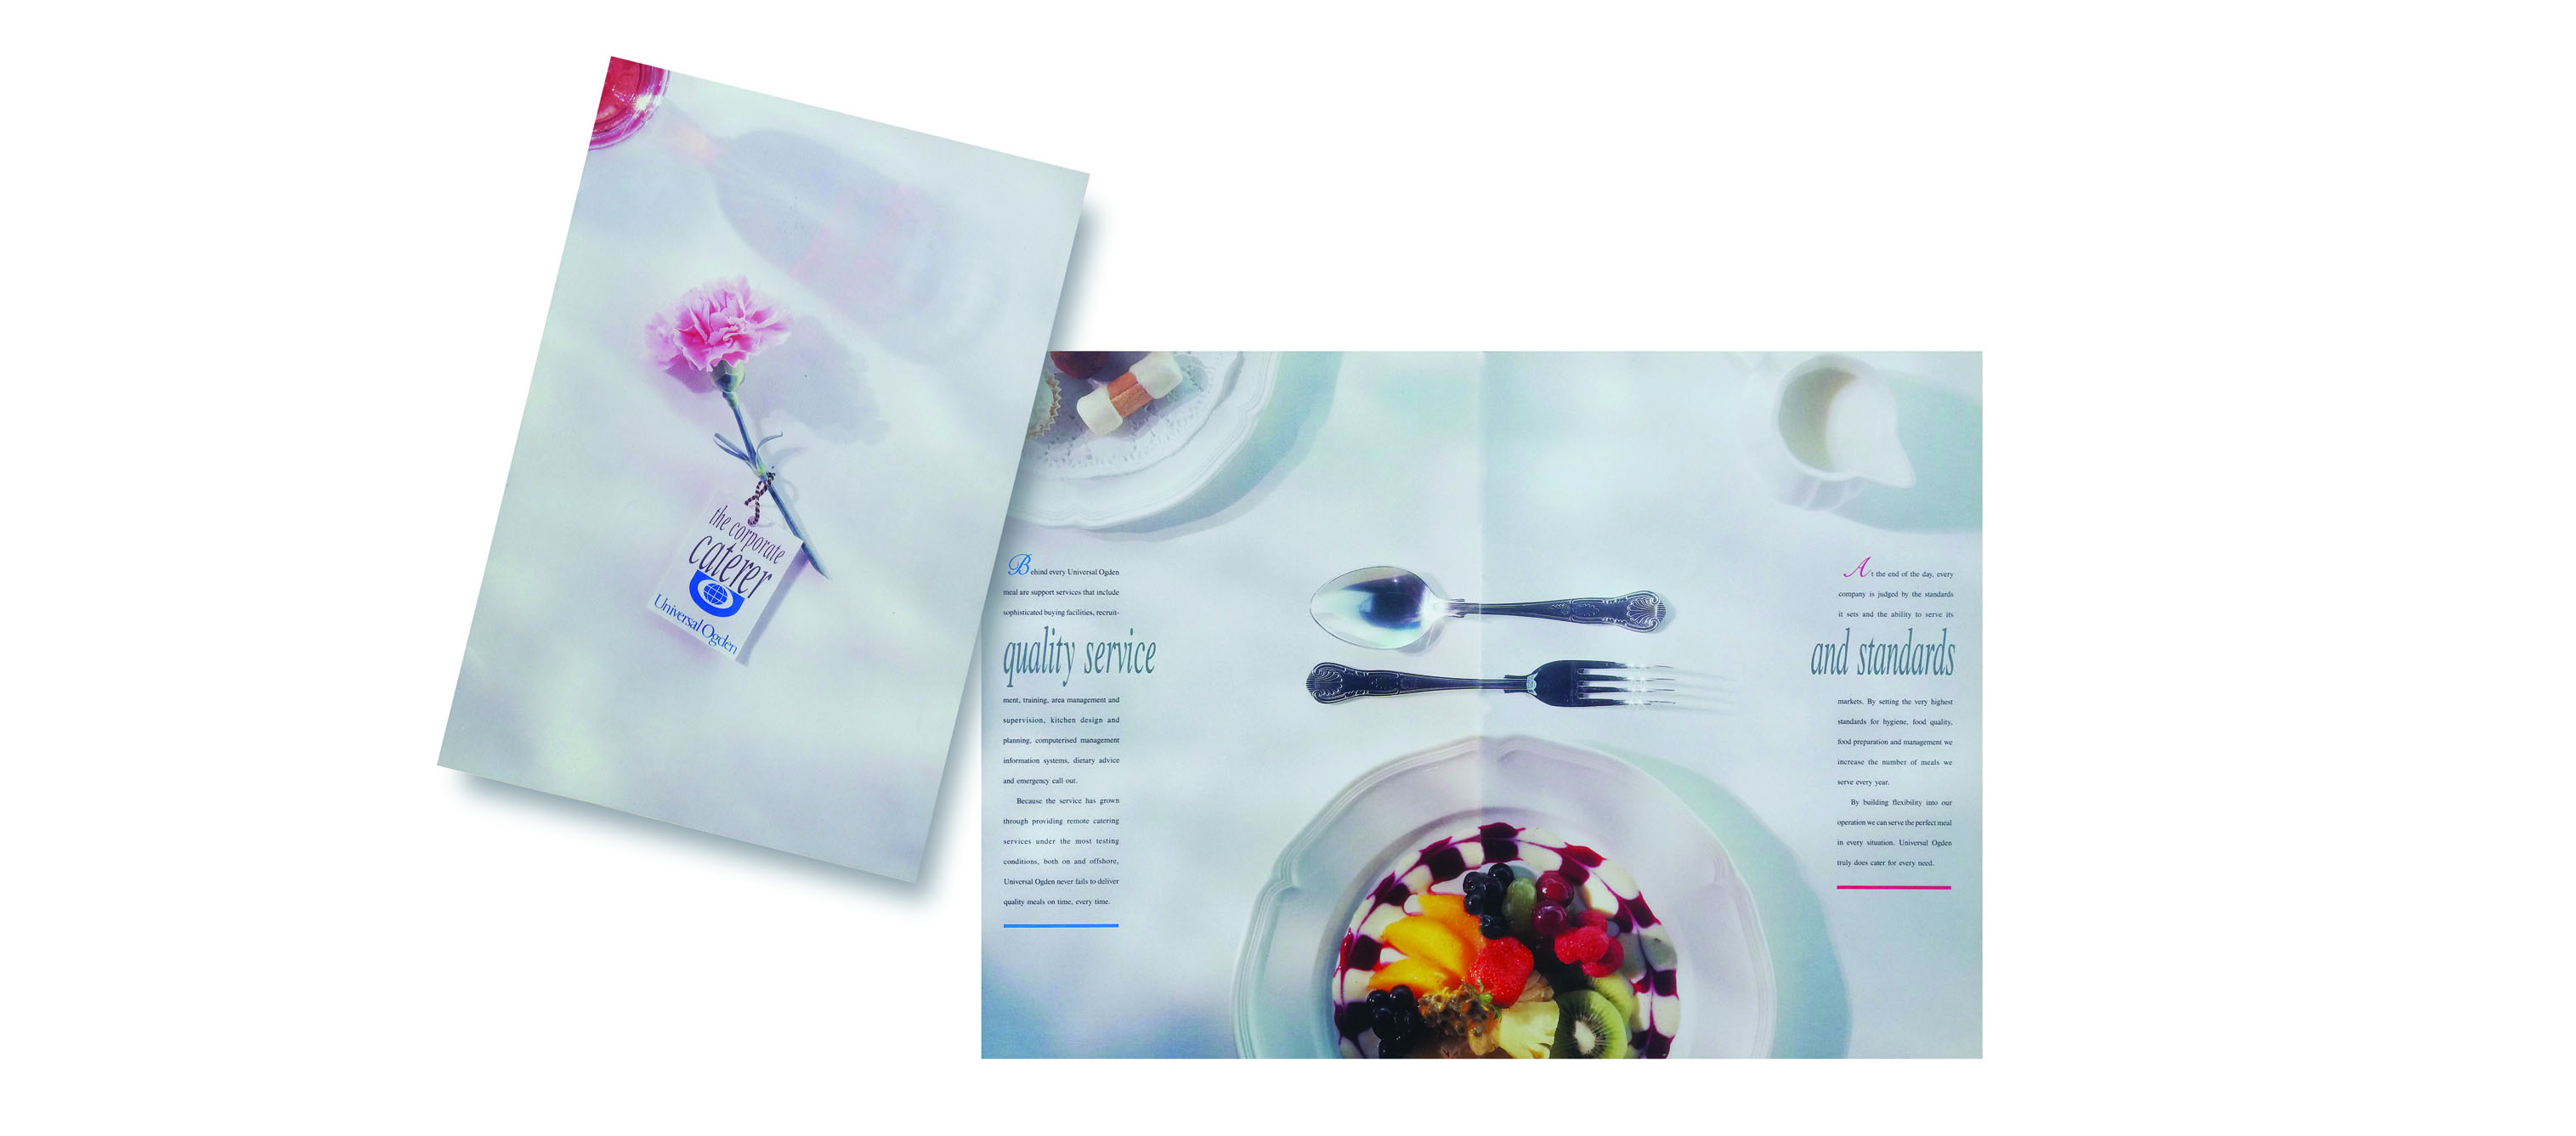 the corporate
caterer
Universal Ogden
Behind every Universal Ogden
meal are support services that include
sophisticated buying facilities, recruit-
quality service
ment, training, area management and
supervision, kitchen design and
planning, computerised management
information systems, dietary advice
and emergency call out.
Because the service has grown
through providing remote catering
services under the most testing
conditions, both on and offshore,
Universal Ogden never fails to deliver
quality meals on time, every time.
At the end of the day, every
company is judged by the standards
it sets and the ability to serve its
and standards
markets. By setting the very highest
standards for hygiene, food quality,
food preparation and management we
increase the number of meals we
serve every year.
By building flexibility into our
operation we can serve the perfect meal
in every situation. Universal Ogden
truly does cater for every need.